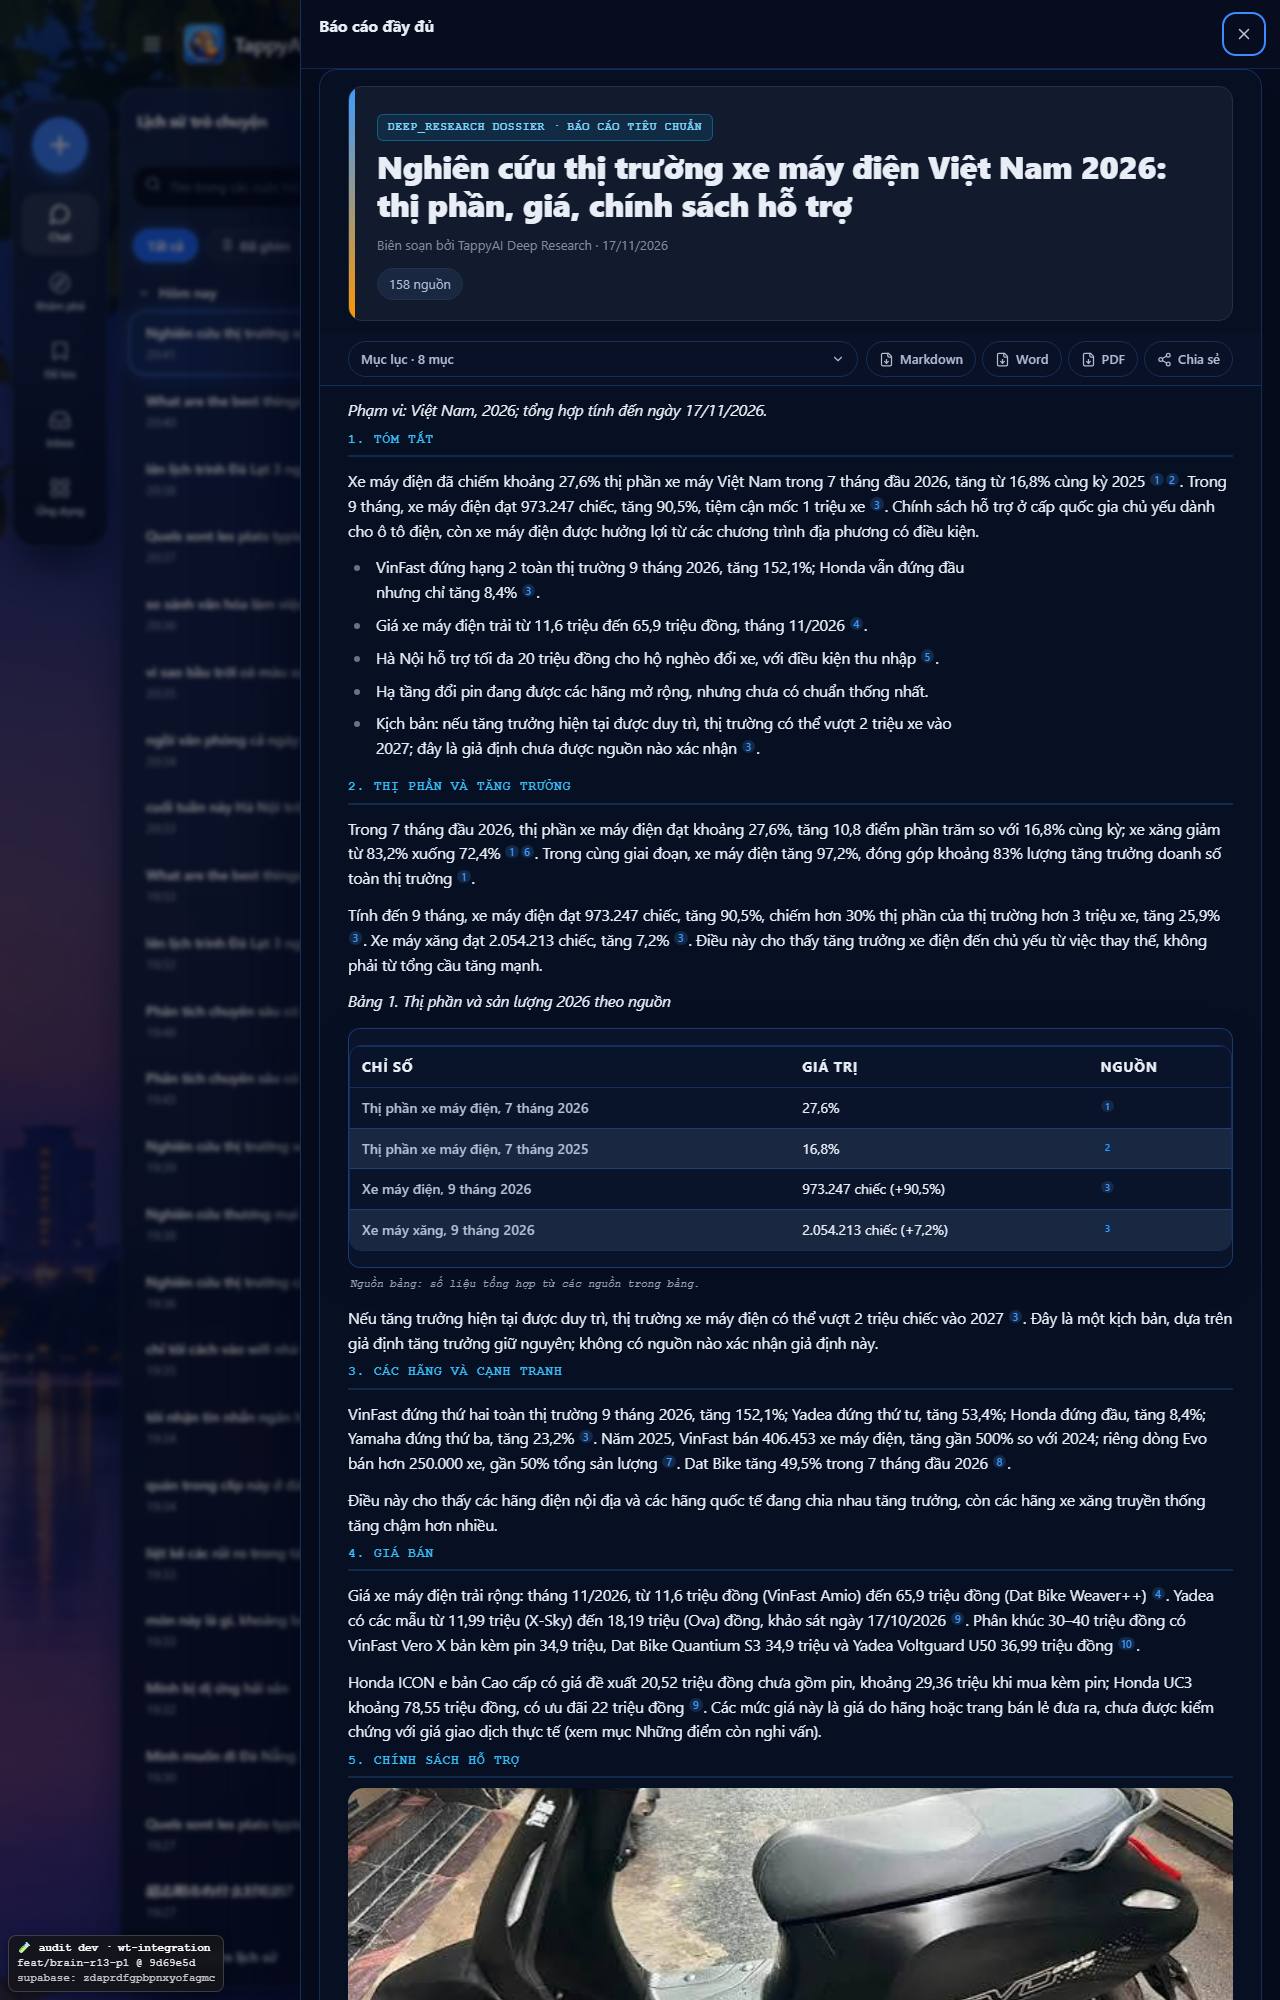 Báo cáo đầy đủ
TappyA
Lịch sử trò chuyện
Tất cả
Đã ghim
Chat
Khám phá
Đã lưu
Inbox
Ứng dụng
Hôm nay
DEEP_RESEARCH DOSSIER · BÁO CÁO TIÊU CHUẨN
Nghiên cứu thị trường xe máy điện Việt Nam 2026:
thị phần, giá, chính sách hỗ trợ
Biên soạn bởi TappyAI Deep Research · 17/11/2026
158 nguồn
Mục lục · 8 mục
Markdown
Word
PDF
Chia sẻ
Phạm vi: Việt Nam, 2026; tổng hợp tính đến ngày 17/11/2026.
1. TÓM TẮT
Xe máy điện đã chiếm khoảng 27,6% thị phần xe máy Việt Nam trong 7 tháng đầu 2026, tăng từ 16,8% cùng kỳ 2025 1 2. Trong
9 tháng, xe máy điện đạt 973.247 chiếc, tăng 90,5%, tiệm cận mốc 1 triệu xe 3. Chính sách hỗ trợ ở cấp quốc gia chủ yếu dành
cho ô tô điện, còn xe máy điện được hưởng lợi từ các chương trình địa phương có điều kiện.
VinFast đứng hạng 2 toàn thị trường 9 tháng 2026, tăng 152,1%; Honda vẫn đứng đầu
nhưng chỉ tăng 8,4% 3.
Giá xe máy điện trải từ 11,6 triệu đến 65,9 triệu đồng, tháng 11/2026 4.
Hà Nội hỗ trợ tối đa 20 triệu đồng cho hộ nghèo đổi xe, với điều kiện thu nhập 5.
Hạ tầng đổi pin đang được các hãng mở rộng, nhưng chưa có chuẩn thống nhất.
Kịch bản: nếu tăng trưởng hiện tại được duy trì, thị trường có thể vượt 2 triệu xe vào
2027; đây là giả định chưa được nguồn nào xác nhận 3.
2. THỊ PHẦN VÀ TĂNG TRƯỞNG
Trong 7 tháng đầu 2026, thị phần xe máy điện đạt khoảng 27,6%, tăng 10,8 điểm phần trăm so với 16,8% cùng kỳ; xe xăng giảm
từ 83,2% xuống 72,4% 1 6. Trong cùng giai đoạn, xe máy điện tăng 97,2%, đóng góp khoảng 83% lượng tăng trưởng doanh số
toàn thị trường 1.
Tính đến 9 tháng, xe máy điện đạt 973.247 chiếc, tăng 90,5%, chiếm hơn 30% thị phần của thị trường hơn 3 triệu xe, tăng 25,9%
3. Xe máy xăng đạt 2.054.213 chiếc, tăng 7,2% 3. Điều này cho thấy tăng trưởng xe điện đến chủ yếu từ việc thay thế, không
phải từ tổng cầu tăng mạnh.
Bảng 1. Thị phần và sản lượng 2026 theo nguồn
CHỈ SỐ GIÁ TRỊ NGUỒN
Thị phần xe máy điện, 7 tháng 2026 27,6% 1
Thị phần xe máy điện, 7 tháng 2025 16,8% 2
Xe máy điện, 9 tháng 2026 973.247 chiếc (+90,5%) 3
Xe máy xăng, 9 tháng 2026 2.054.213 chiếc (+7,2%) 3
Nguồn bảng: số liệu tổng hợp từ các nguồn trong bảng.
Nếu tăng trưởng hiện tại được duy trì, thị trường xe máy điện có thể vượt 2 triệu chiếc vào 2027 3. Đây là một kịch bản, dựa trên
giả định tăng trưởng giữ nguyên; không có nguồn nào xác nhận giả định này.
3. CÁC HÃNG VÀ CẠNH TRANH
VinFast đứng thứ hai toàn thị trường 9 tháng 2026, tăng 152,1%; Yadea đứng thứ tư, tăng 53,4%; Honda đứng đầu, tăng 8,4%;
Yamaha đứng thứ ba, tăng 23,2% 3. Năm 2025, VinFast bán 406.453 xe máy điện, tăng gần 500% so với 2024; riêng dòng Evo
bán hơn 250.000 xe, gần 50% tổng sản lượng 7. Dat Bike tăng 49,5% trong 7 tháng đầu 2026 8.
Điều này cho thấy các hãng điện nội địa và các hãng quốc tế đang chia nhau tăng trưởng, còn các hãng xe xăng truyền thống
tăng chậm hơn nhiều.
4. GIÁ BÁN
Giá xe máy điện trải rộng: tháng 11/2026, từ 11,6 triệu đồng (VinFast Amio) đến 65,9 triệu đồng (Dat Bike Weaver++) 4. Yadea
có các mẫu từ 11,99 triệu (X-Sky) đến 18,19 triệu (Ova) đồng, khảo sát ngày 17/10/2026 9. Phân khúc 30–40 triệu đồng có
VinFast Vero X bản kèm pin 34,9 triệu, Dat Bike Quantium S3 34,9 triệu và Yadea Voltguard U50 36,99 triệu đồng 10.
Honda ICON e bản Cao cấp có giá đề xuất 20,52 triệu đồng chưa gồm pin, khoảng 29,36 triệu khi mua kèm pin; Honda UC3
khoảng 78,55 triệu đồng, có ưu đãi 22 triệu đồng 9. Các mức giá này là giá do hãng hoặc trang bán lẻ đưa ra, chưa được kiểm
chứng với giá giao dịch thực tế (xem mục Những điểm còn nghi vấn).
5. CHÍNH SÁCH HỖ TRỢ
audit dev · wt-integration
feat/brain-r13-p1 @ 9d69e5d
supabase: zdaprdfgpbpnxyofagmc